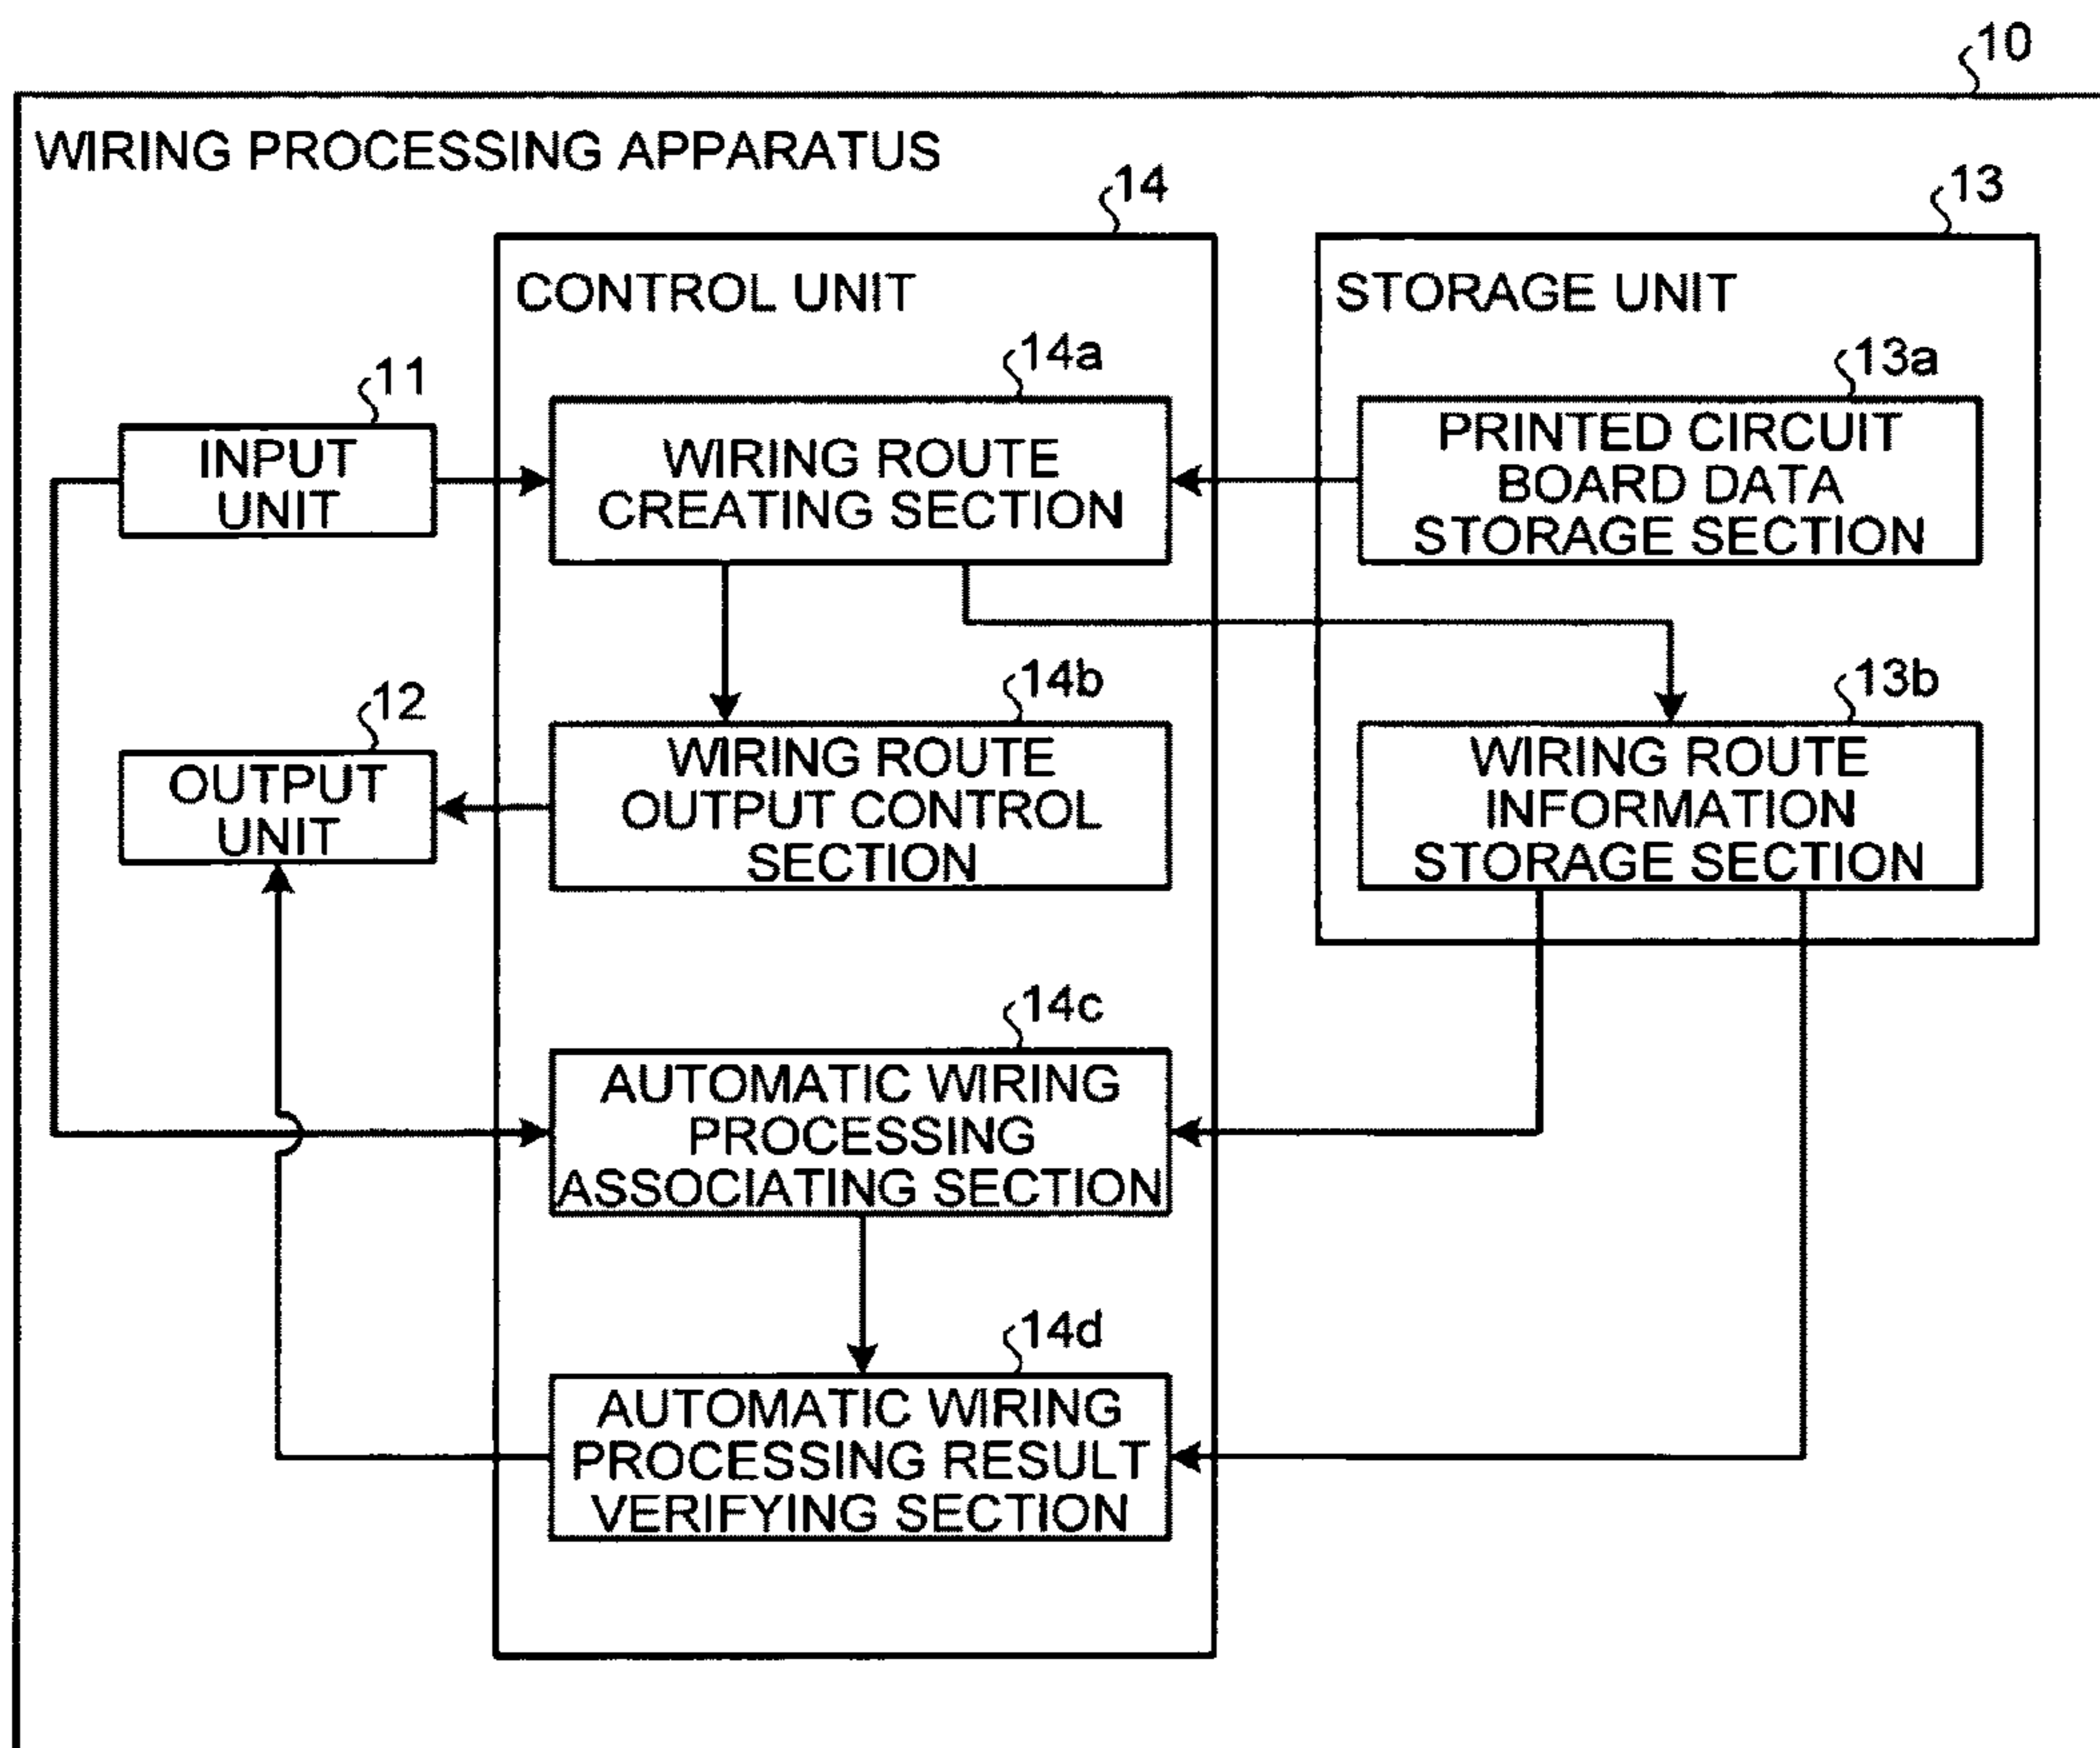 10
WIRING PROCESSING APPARATUS
14
13
CONTROL UNIT
STORAGE UNIT
11
14a
13a
INPUT
UNIT
WIRING ROUTE
CREATING SECTION
PRINTED CIRCUIT
BOARD DATA
STORAGE SECTION
12
14b
13b
OUTPUT
UNIT
WIRING ROUTE
OUTPUT CONTROL
SECTION
WIRING ROUTE
INFORMATION
STORAGE SECTION
14c
AUTOMATIC WIRING
PROCESSING
ASSOCIATING SECTION
14d
AUTOMATIC WIRING
PROCESSING RESULT
VERIFYING SECTION